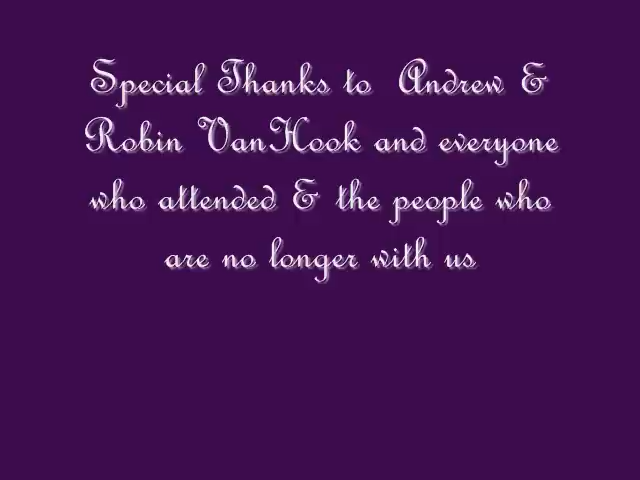 Special Thanks to Andrew &
Robin VanHook and everyone
who attended & the people who
are no longer with us